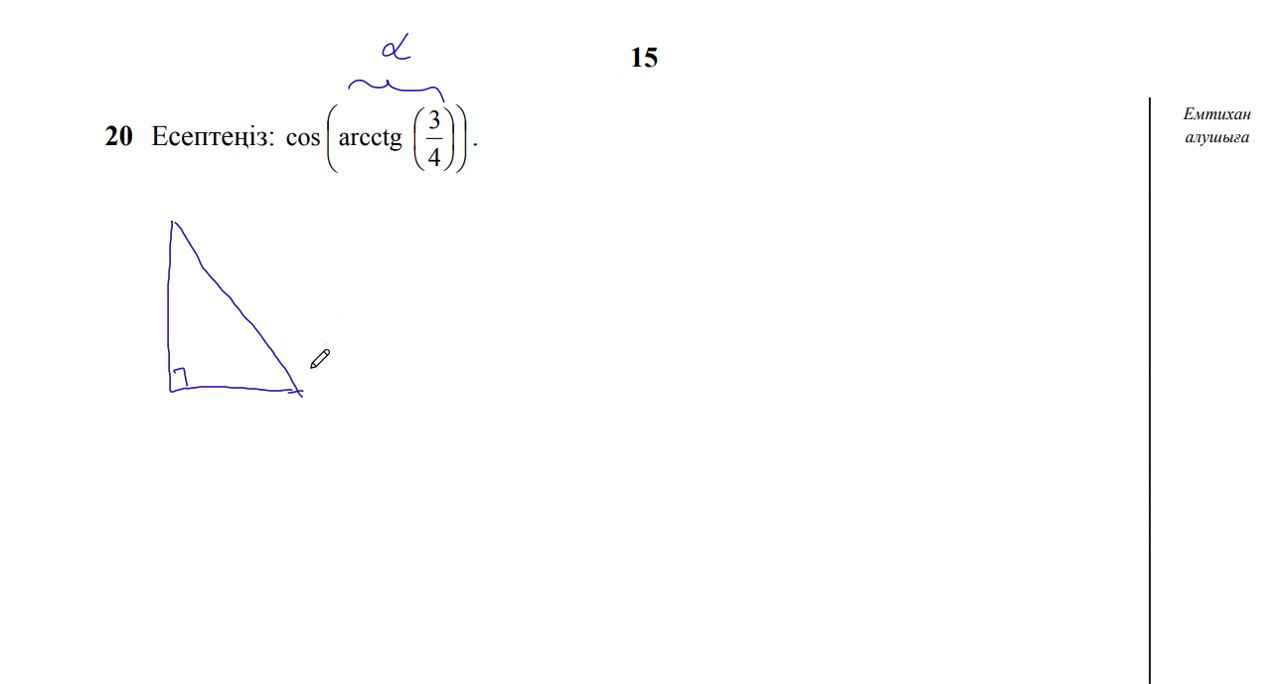 α
15
20 Есептеңіз: cos(arcctg(3/4)).
Емтихан
алушыға